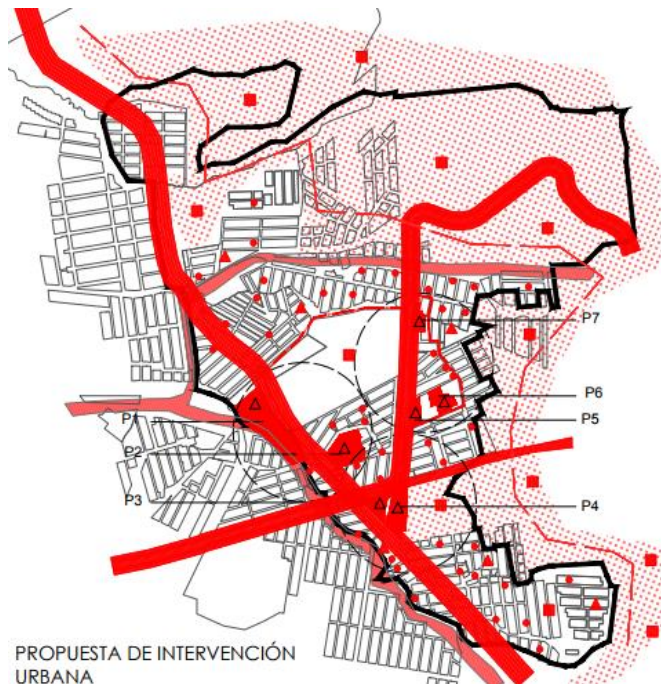 P7
P6
P1
P5
P2
P3
P4
PROPUESTA DE INTERVENCIÓN
URBANA